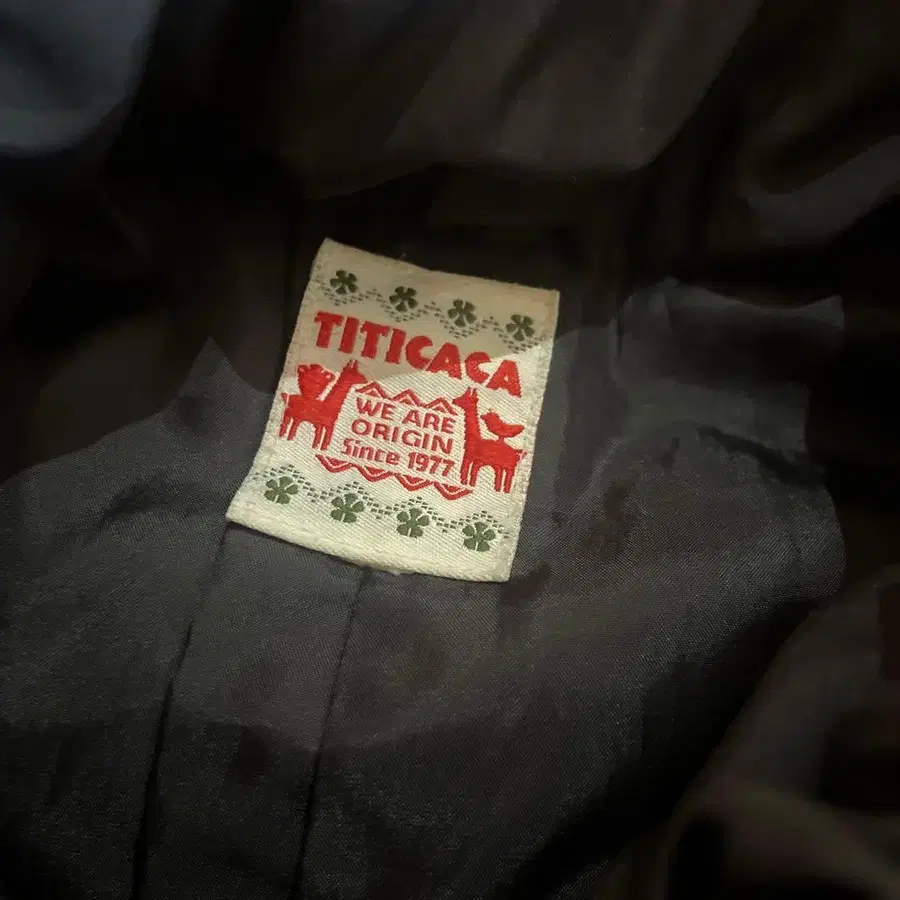 TITICACA
WE ARE
ORIGIN
Since 1977